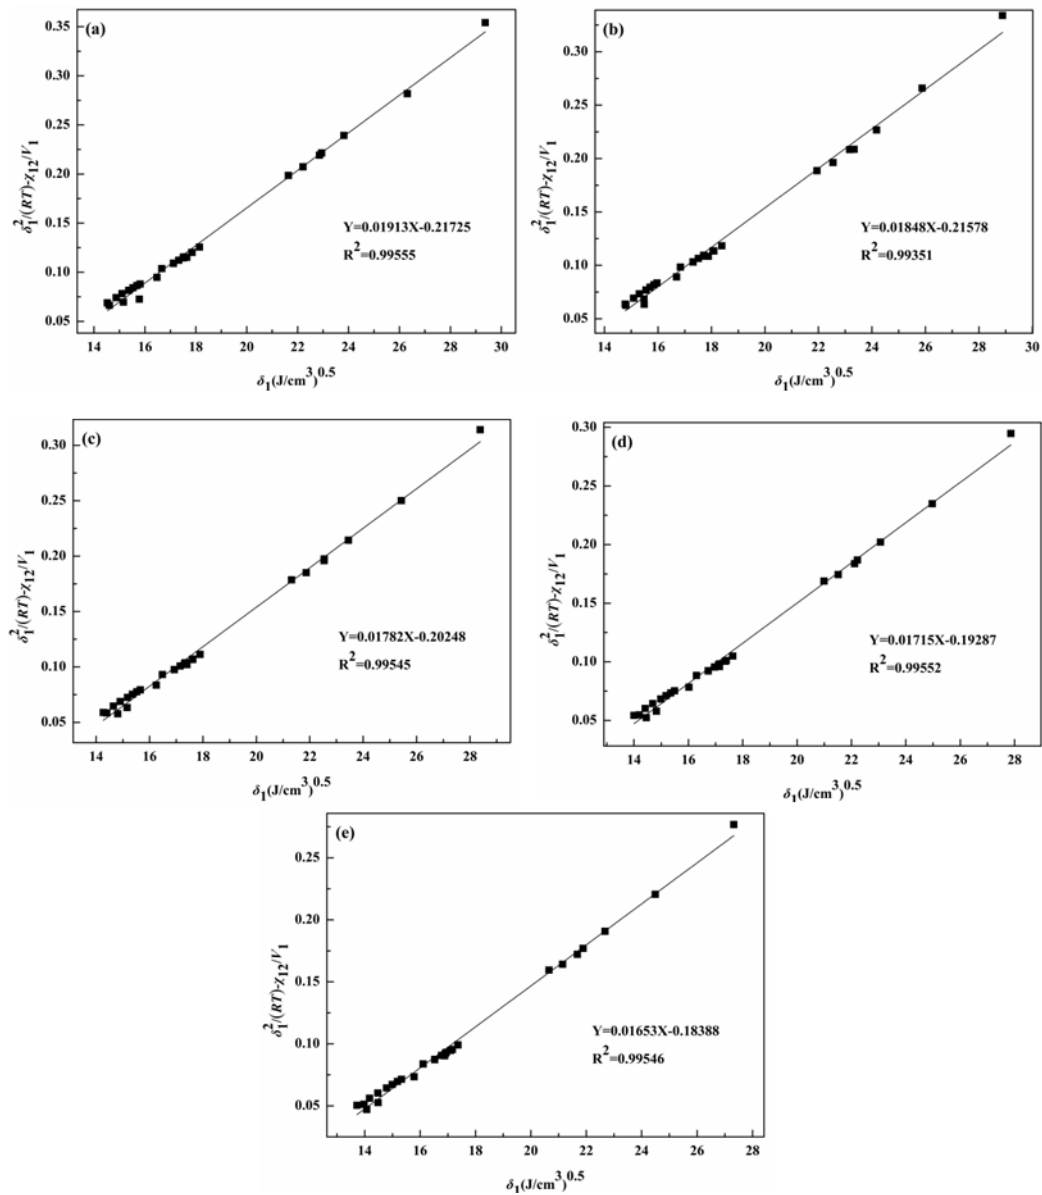 (a)
0.35
0.30
0.25
0.20
0.15
0.10
0.05
δ₁²/(RT)-χ₁₂/V₁
Y=0.01913X-0.21725
R²=0.99555
14 16 18 20 22 24 26 28 30
δ₁(J/cm³)^0.5
(b)
0.30
0.25
0.20
0.15
0.10
0.05
δ₁²/(RT)-χ₁₂/V₁
Y=0.01848X-0.21578
R²=0.99351
14 16 18 20 22 24 26 28 30
δ₁(J/cm³)^0.5
(c)
0.30
0.25
0.20
0.15
0.10
0.05
δ₁²/(RT)-χ₁₂/V₁
Y=0.01782X-0.20248
R²=0.99545
14 16 18 20 22 24 26 28
δ₁(J/cm³)^0.5
(d)
0.30
0.25
0.20
0.15
0.10
0.05
δ₁²/(RT)-χ₁₂/V₁
Y=0.01715X-0.19287
R²=0.99552
14 16 18 20 22 24 26 28
δ₁(J/cm³)^0.5
(e)
0.25
0.20
0.15
0.10
0.05
δ₁²/(RT)-χ₁₂/V₁
Y=0.01653X-0.18388
R²=0.99546
14 16 18 20 22 24 26 28
δ₁(J/cm³)^0.5